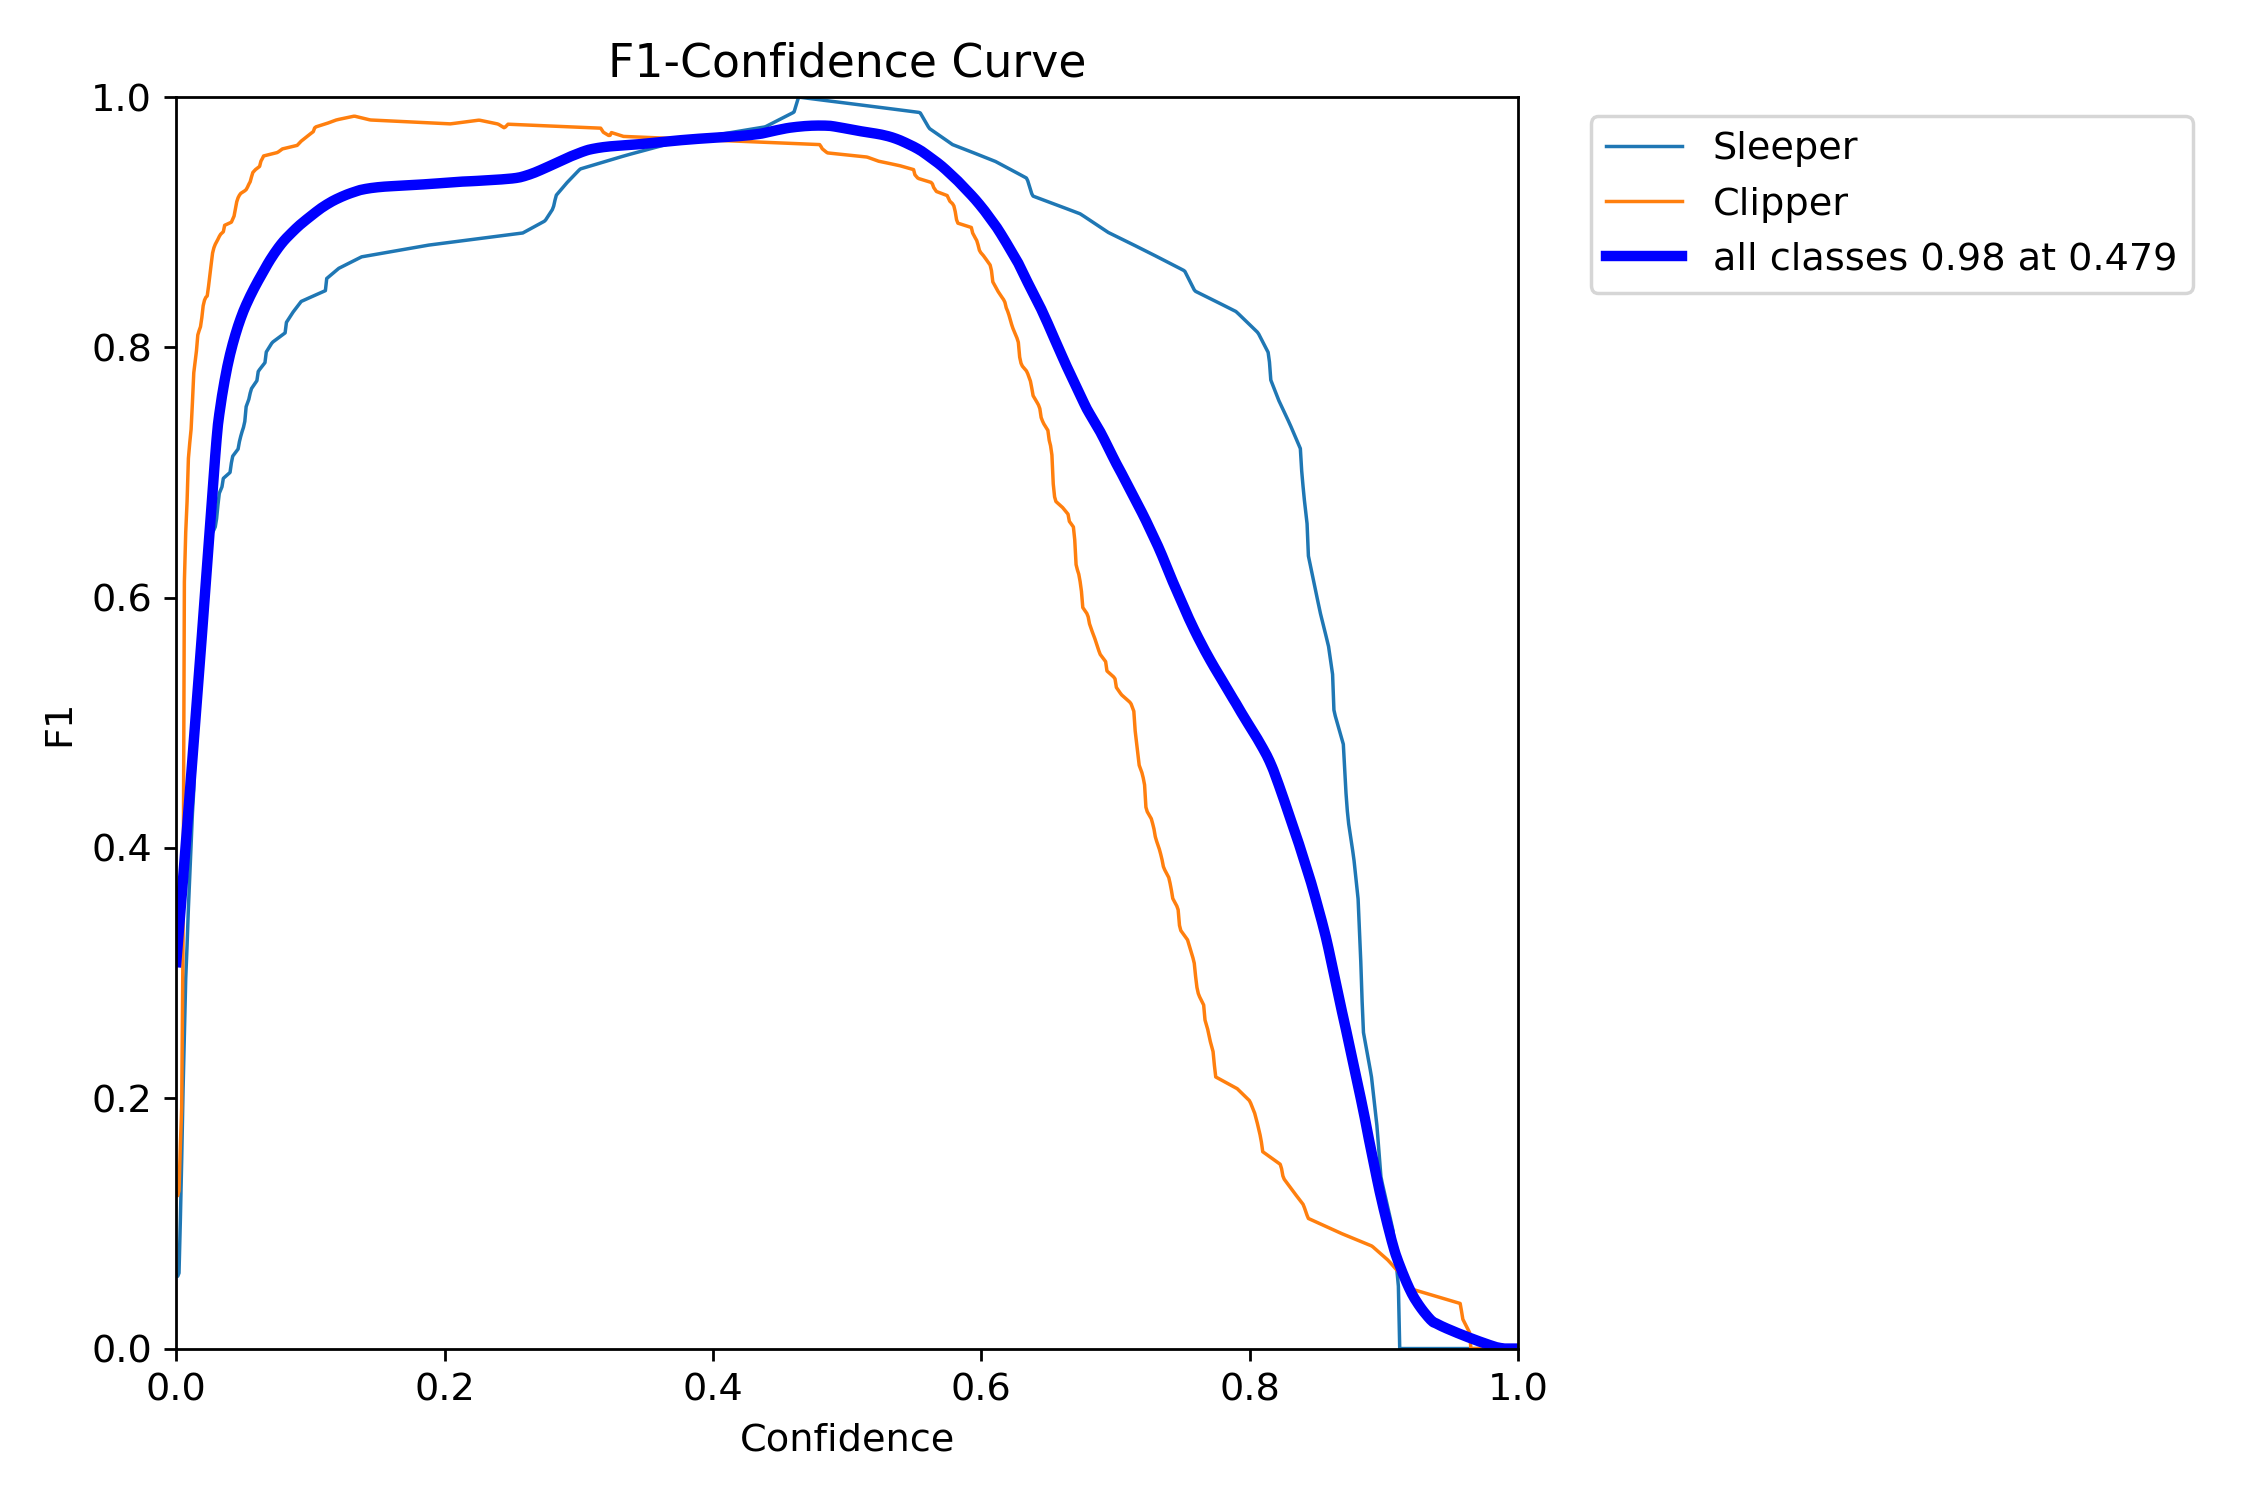 F1-Confidence Curve
1.0
0.8
0.6
0.4
0.2
0.0
F1
0.0 0.2 0.4 0.6 0.8 1.0
Confidence
Sleeper
Clipper
all classes 0.98 at 0.479